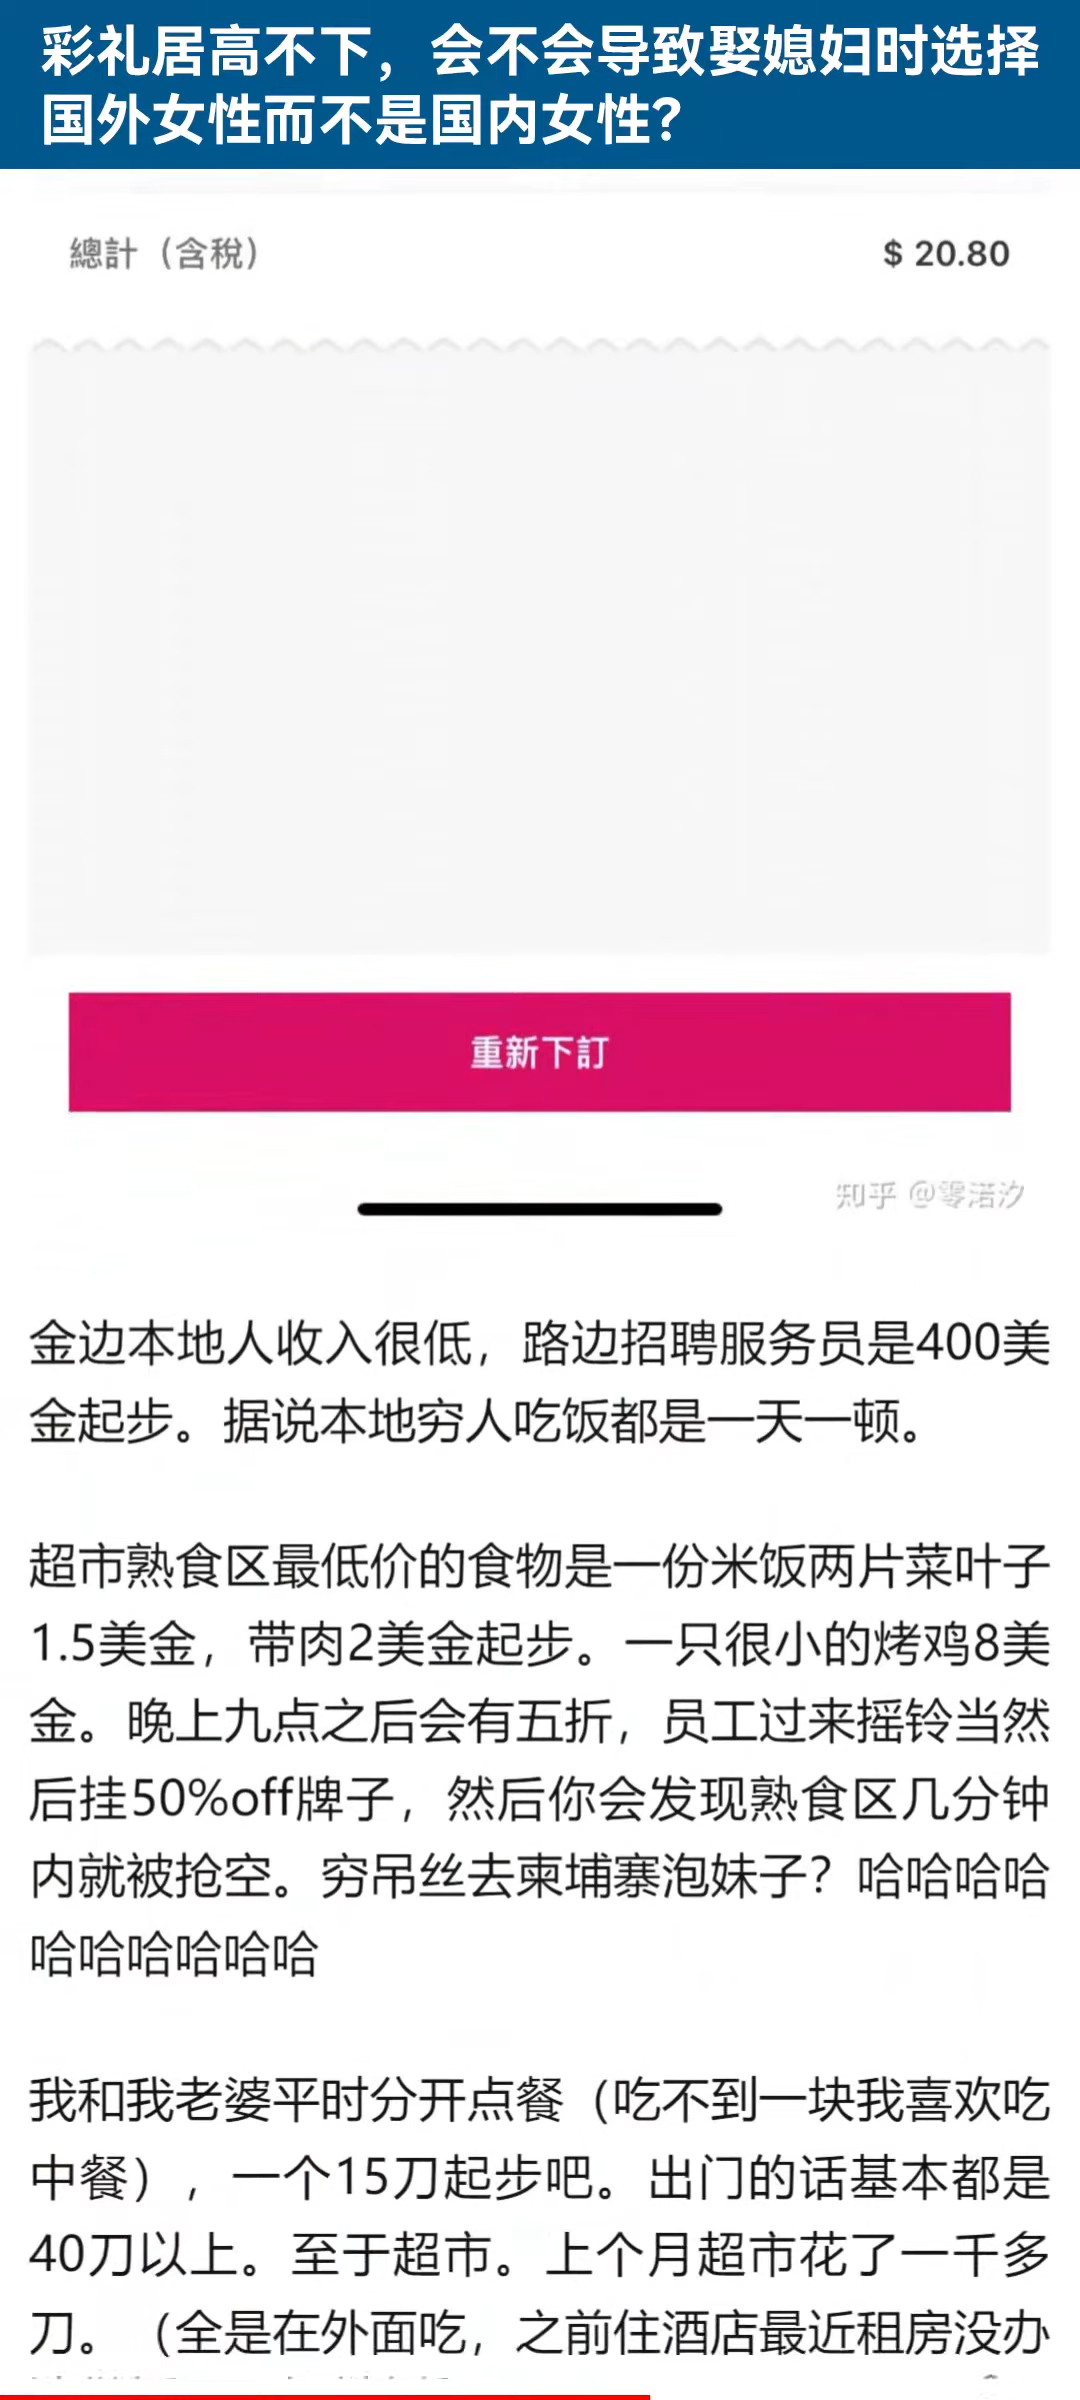 彩礼居高不下，会不会导致娶媳妇时选择
国外女性而不是国内女性？
總計（含稅）
$ 20.80
重新下訂
知乎 @零渃汐
金边本地人收入很低，路边招聘服务员是400美
金起步。据说本地穷人吃饭都是一天一顿。
超市熟食区最低价的食物是一份米饭两片菜叶子
1.5美金，带肉2美金起步。一只很小的烤鸡8美
金。晚上九点之后会有五折，员工过来摇铃当然
后挂50%off牌子，然后你会发现熟食区几分钟
内就被抢空。穷吊丝去柬埔寨泡妹子？哈哈哈哈
哈哈哈哈哈哈
我和我老婆平时分开点餐（吃不到一块我喜欢吃
中餐），一个15刀起步吧。出门的话基本都是
40刀以上。至于超市。上个月超市花了一千多
刀。（全是在外面吃，之前住酒店最近租房没办